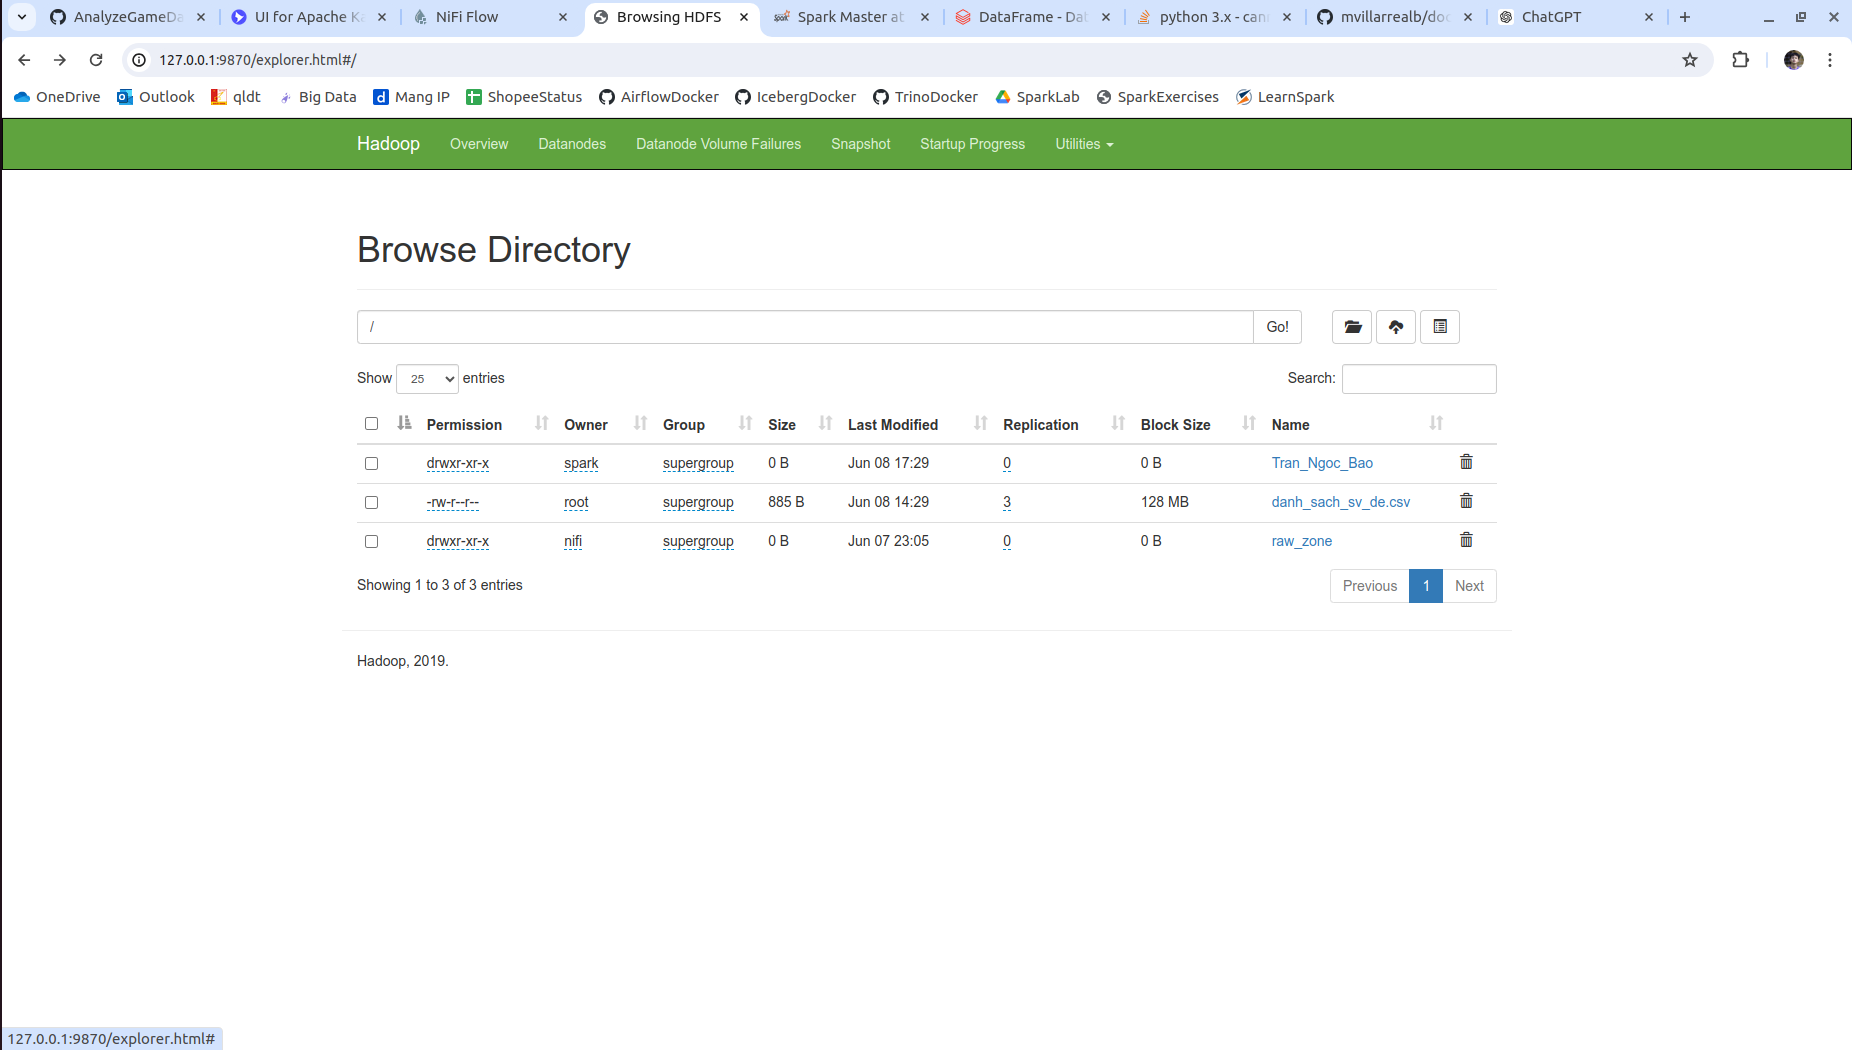 AnalyzeGameDa
UI for Apache Ka
NiFi Flow
Browsing HDFS
Spark Master at
DataFrame - Dat
python 3.x - can
mvillarrealb/doc
ChatGPT
127.0.0.1:9870/explorer.html#/
OneDrive Outlook qldt Big Data Mang IP ShopeeStatus AirflowDocker IcebergDocker TrinoDocker SparkLab SparkExercises LearnSpark
Hadoop Overview Datanodes Datanode Volume Failures Snapshot Startup Progress Utilities
Browse Directory
/ Go!
Show 25 entries Search:
Permission Owner Group Size Last Modified Replication Block Size Name
drwxr-xr-x spark supergroup 0 B Jun 08 17:29 0 0 B Tran_Ngoc_Bao
-rw-r--r-- root supergroup 885 B Jun 08 14:29 3 128 MB danh_sach_sv_de.csv
drwxr-xr-x nifi supergroup 0 B Jun 07 23:05 0 0 B raw_zone
Showing 1 to 3 of 3 entries Previous 1 Next
Hadoop, 2019.
127.0.0.1:9870/explorer.html#